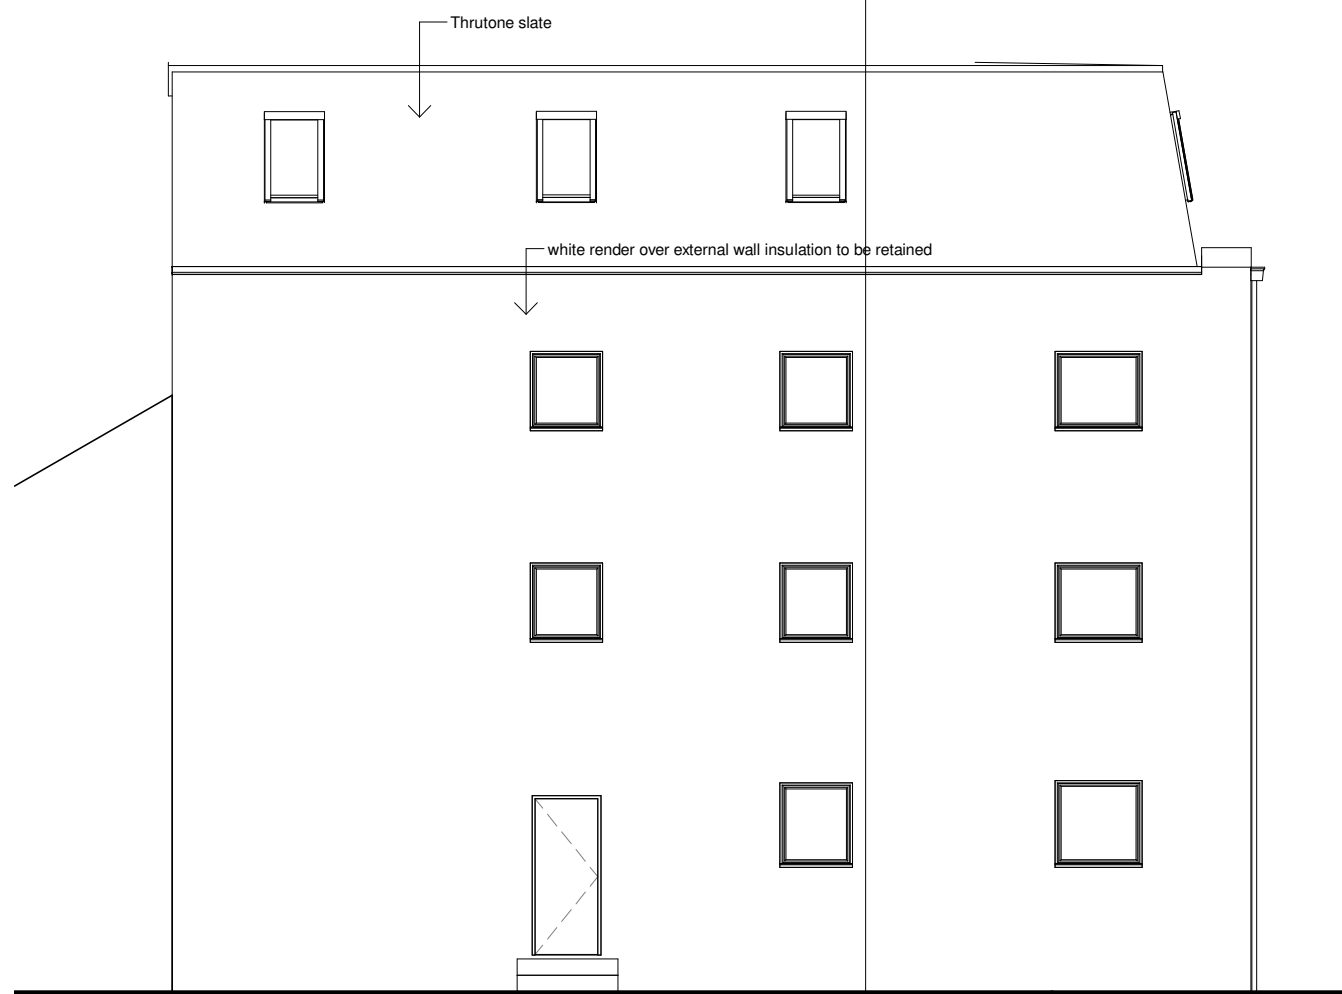 Thrutone slate
white render over external wall insulation to be retained